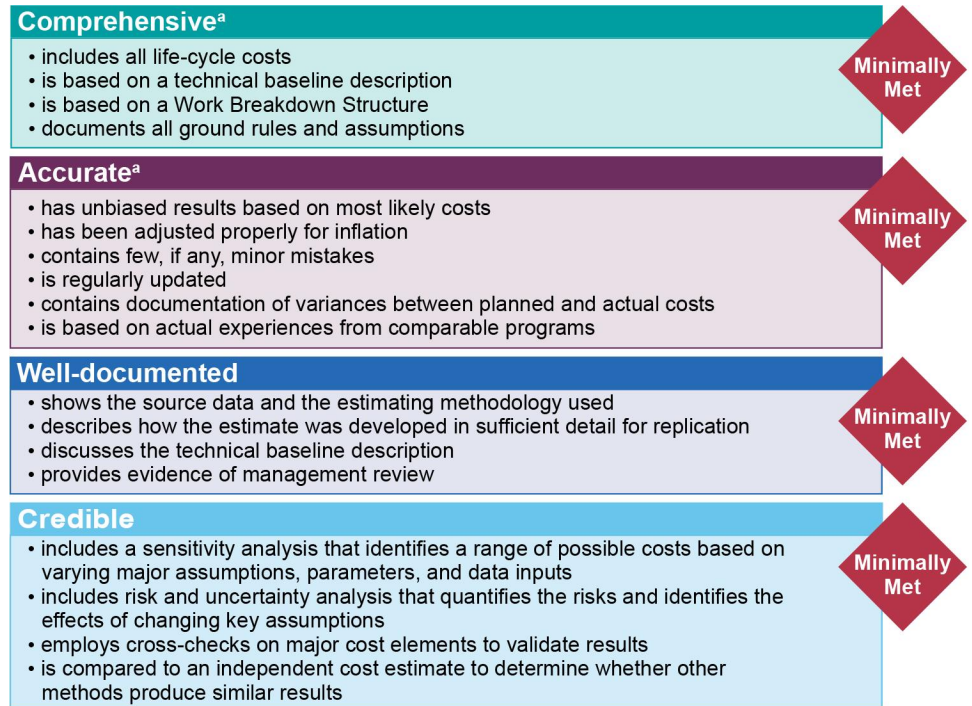 Comprehensiveᵃ
• includes all life-cycle costs
• is based on a technical baseline description
• is based on a Work Breakdown Structure
• documents all ground rules and assumptions
Minimally
Met
Accurateᵃ
• has unbiased results based on most likely costs
• has been adjusted properly for inflation
• contains few, if any, minor mistakes
• is regularly updated
• contains documentation of variances between planned and actual costs
• is based on actual experiences from comparable programs
Minimally
Met
Well-documented
• shows the source data and the estimating methodology used
• describes how the estimate was developed in sufficient detail for replication
• discusses the technical baseline description
• provides evidence of management review
Minimally
Met
Credible
• includes a sensitivity analysis that identifies a range of possible costs based on
varying major assumptions, parameters, and data inputs
• includes risk and uncertainty analysis that quantifies the risks and identifies the
effects of changing key assumptions
• employs cross-checks on major cost elements to validate results
• is compared to an independent cost estimate to determine whether other
methods produce similar results
Minimally
Met